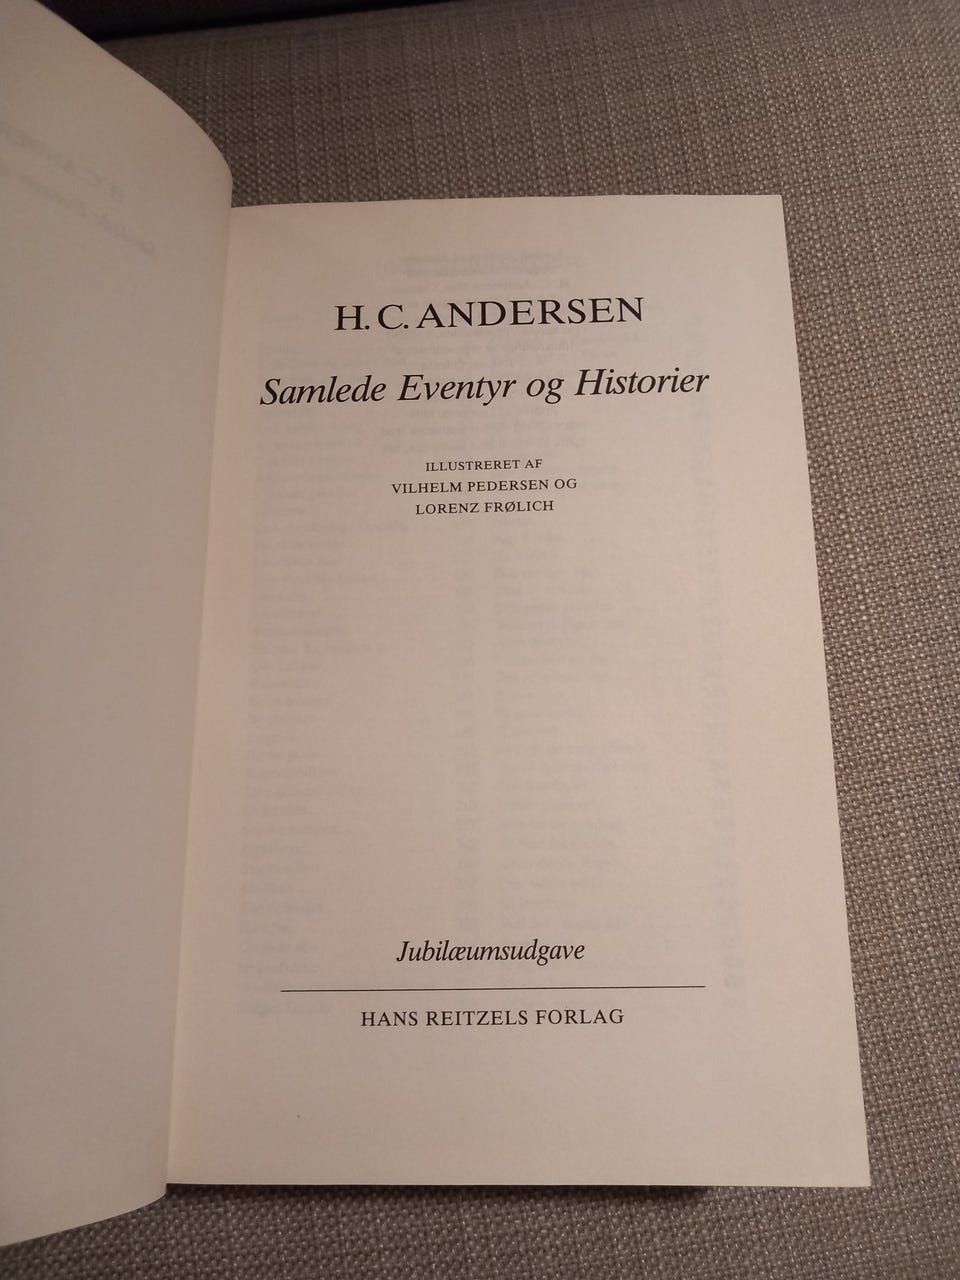 H. C. ANDERSEN
Samlede Eventyr og Historier
ILLUSTRERET AF
VILHELM PEDERSEN OG
LORENZ FRØLICH
Jubilæumsudgave
HANS REITZELS FORLAG